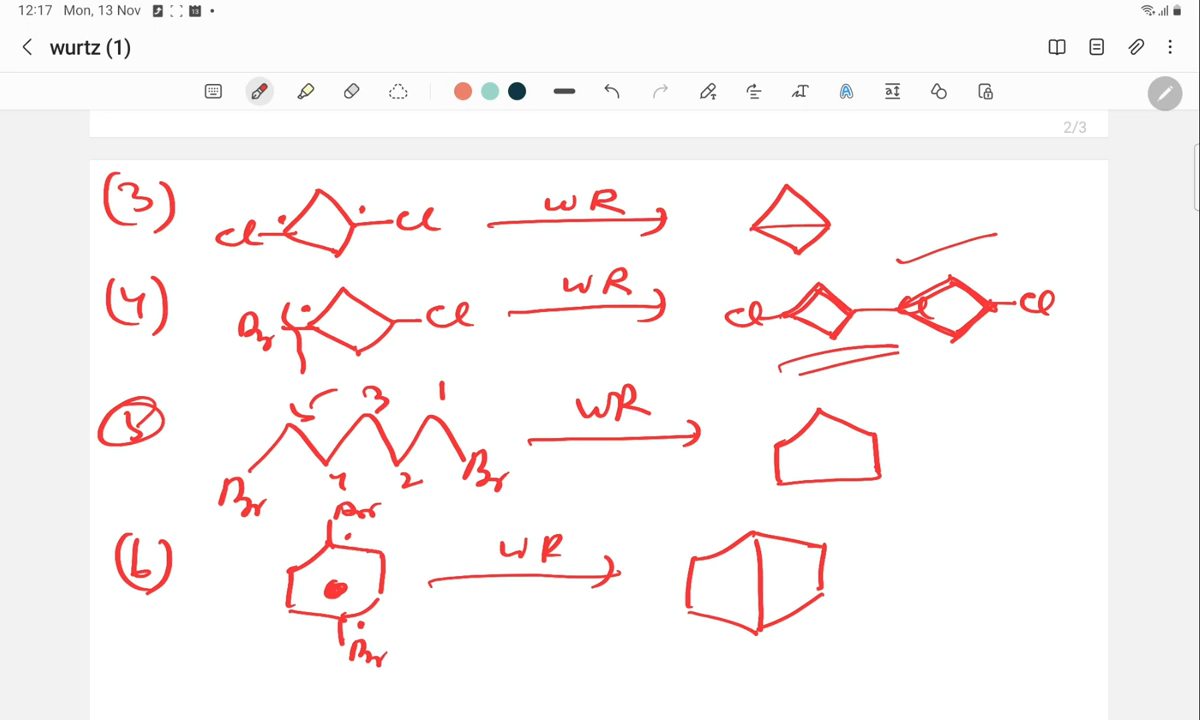 12:17 Mon, 13 Nov 13
wurtz (1)
2/3
(3) Cl Cl WR
(4) Br Cl WR Cl Cl
(5) 5 3 1 WR
4 2
Br Br
(6) Br WR
Br